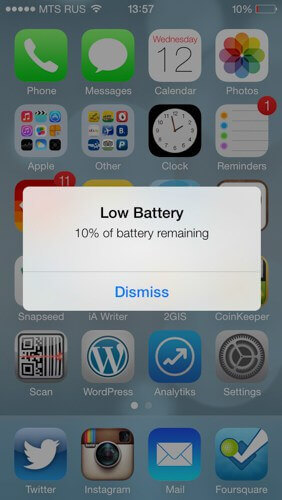 MTS RUS 13:57 10%
Wednesday
12
Phone Messages Calendar Photos
1
Apple Other Clock Reminders
11
Low Battery
10% of battery remaining
Dismiss
Snapseed iA Writer 2GIS CoinKeeper
Scan WordPress Analytiks Settings
Twitter Instagram Mail Foursquare